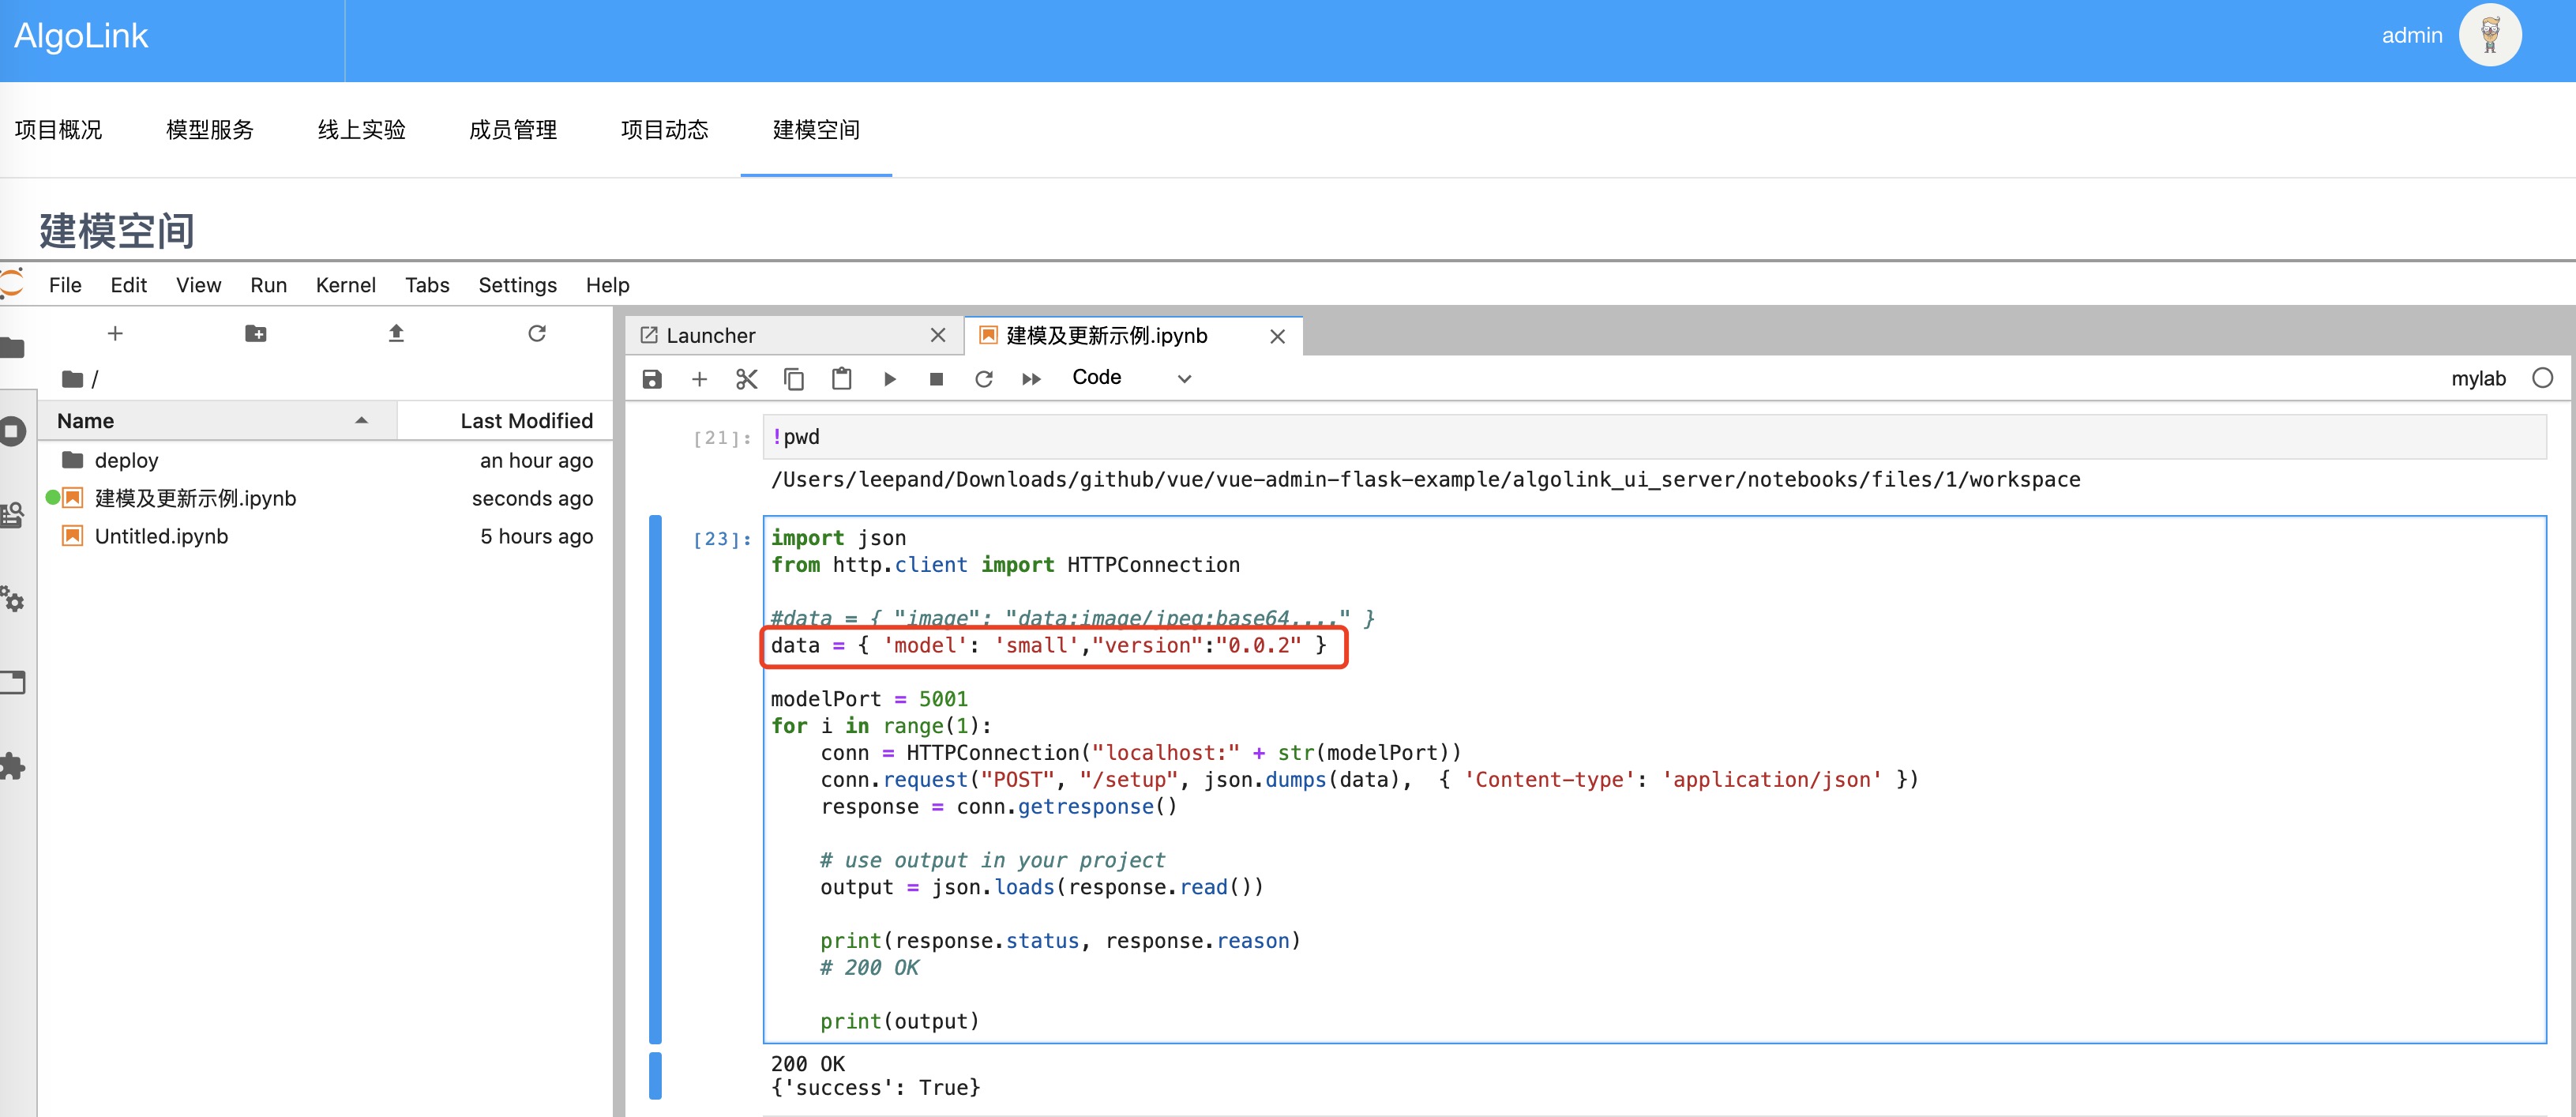 AlgoLink
admin
项目概况 模型服务 线上实验 成员管理 项目动态 建模空间
建模空间
File Edit View Run Kernel Tabs Settings Help
Launcher
建模及更新示例.ipynb
/
Code
mylab
Name Last Modified
deploy an hour ago
建模及更新示例.ipynb seconds ago
Untitled.ipynb 5 hours ago
[21]: !pwd
/Users/leepand/Downloads/github/vue/vue-admin-flask-example/algolink_ui_server/notebooks/files/1/workspace
[23]: import json
from http.client import HTTPConnection
#data = { "image": "data:image/jpeg;base64,..." }
data = { 'model': 'small',"version":"0.0.2" }
modelPort = 5001
for i in range(1):
    conn = HTTPConnection("localhost:" + str(modelPort))
    conn.request("POST", "/setup", json.dumps(data),  { 'Content-type': 'application/json' })
    response = conn.getresponse()
    # use output in your project
    output = json.loads(response.read())
    print(response.status, response.reason)
    # 200 OK
    print(output)
200 OK
{'success': True}